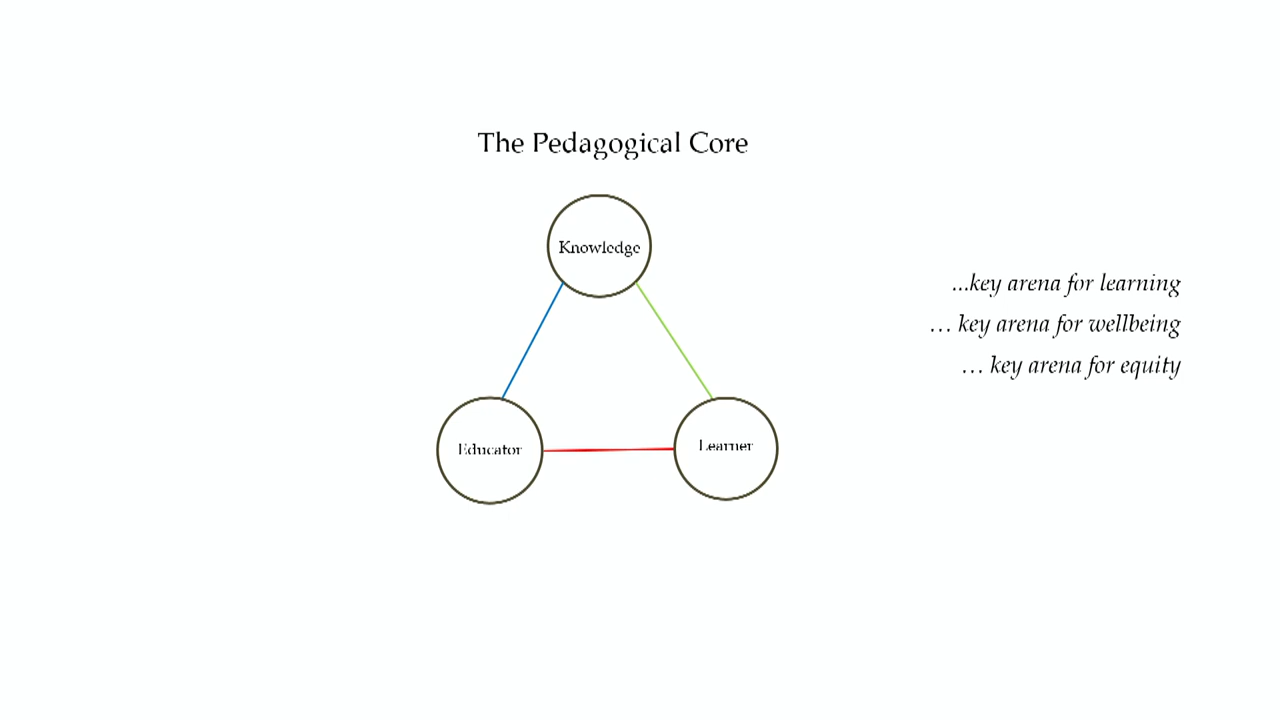 The Pedagogical Core
Knowledge
Educator
Learner
...key arena for learning
... key arena for wellbeing
... key arena for equity